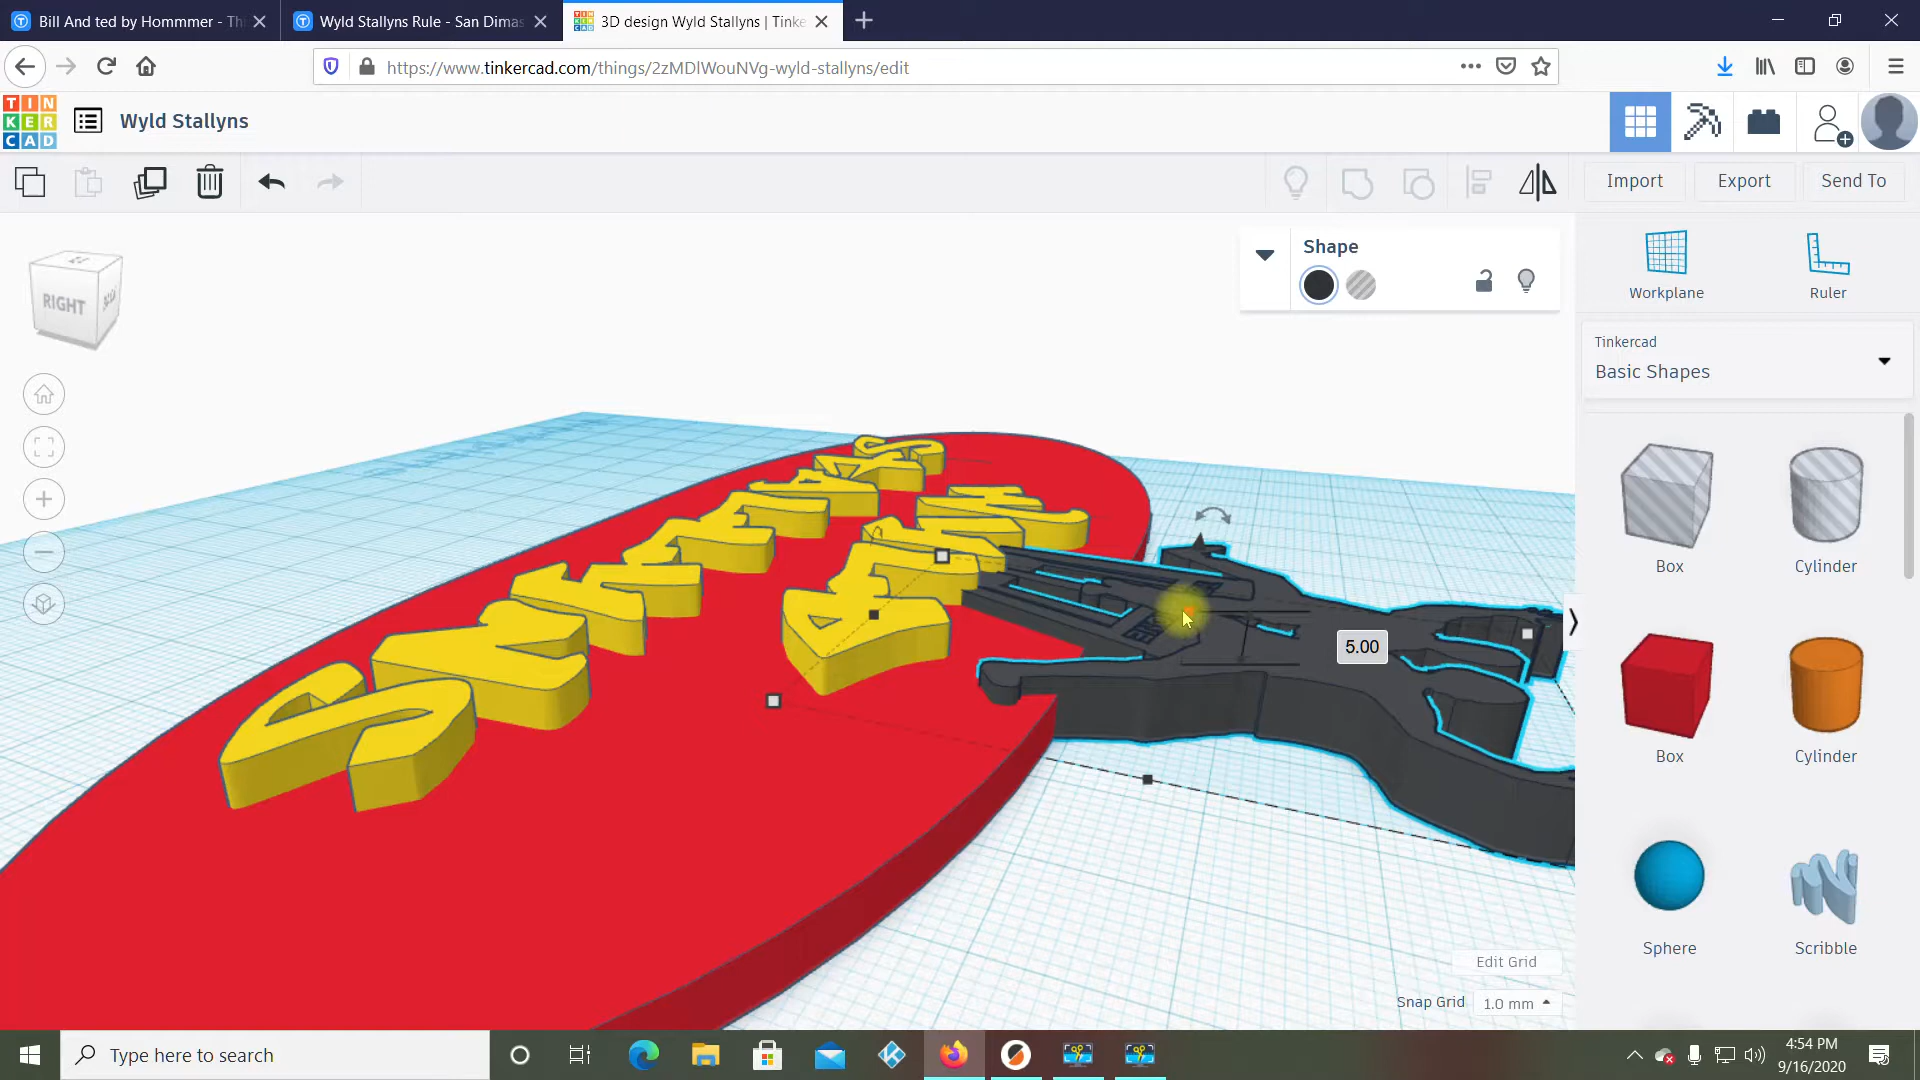 Bill And ted by Hommmer - Thi
Wyld Stallyns Rule - San Dimas
3D design Wyld Stallyns | Tinke
https://www.tinkercad.com/things/2zMDlWouNVg-wyld-stallyns/edit
TIN
KER
CAD
Wyld Stallyns
Import
Export
Send To
RIGHT
Shape
Workplane
Ruler
Tinkercad
Basic Shapes
Box
Cylinder
5.00
Box
Cylinder
Sphere
Scribble
Edit Grid
Snap Grid
1.0 mm
Type here to search
4:54 PM
9/16/2020